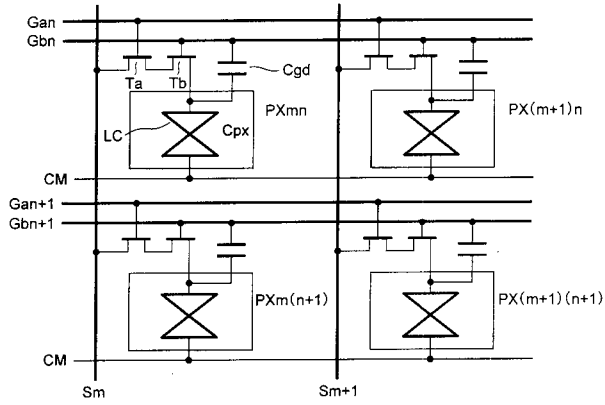 Gan
Gbn
Ta Tb Cgd
PXmn PX(m+1)n
LC Cpx
CM
Gan+1
Gbn+1
PXm(n+1) PX(m+1)(n+1)
CM
Sm Sm+1